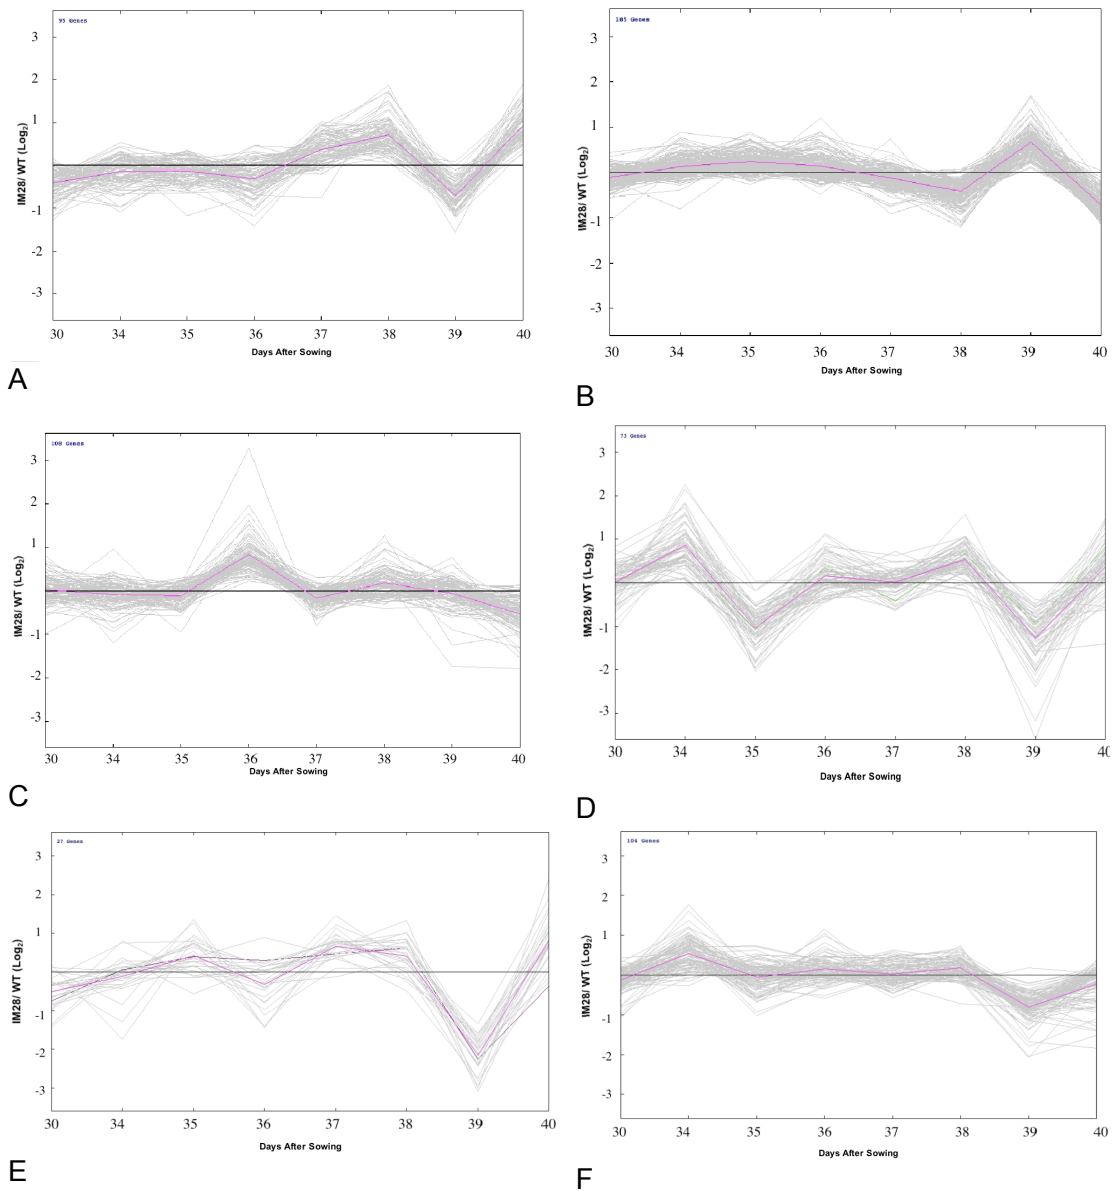 95 Genes
3
2
1
-1
-2
-3
IM28/ WT (Log2)
30 34 35 36 37 38 39 40
Days After Sowing
A
185 Genes
3
2
1
-1
-2
-3
IM28/ WT (Log2)
30 34 35 36 37 38 39 40
Days After Sowing
B
108 Genes
3
2
1
-1
-2
-3
IM28/ WT (Log2)
30 34 35 36 37 38 39 40
Days After Sowing
C
73 Genes
3
2
1
-1
-2
-3
IM28/ WT (Log2)
30 34 35 36 37 38 39 40
Days After Sowing
D
37 Genes
3
2
1
-1
-2
-3
IM28/ WT (Log2)
30 34 35 36 37 38 39 40
Days After Sowing
E
104 Genes
3
2
1
-1
-2
-3
IM28/ WT (Log2)
30 34 35 36 37 38 39 40
Days After Sowing
F